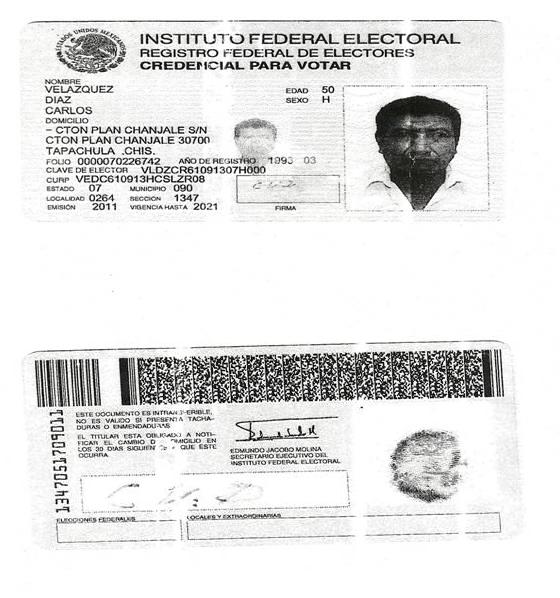 ESTADOS UNIDOS MEXICANOS
INSTITUTO FEDERAL ELECTORAL
REGISTRO FEDERAL DE ELECTORES
CREDENCIAL PARA VOTAR
NOMBRE
VELAZQUEZ
DIAZ
CARLOS
EDAD 50
SEXO H
DOMICILIO
- CTON PLAN CHANJALE S/N
CTON PLAN CHANJALE 30700
TAPACHULA .CHIS.
FOLIO 0000070226742 AÑO DE REGISTRO 1993 03
CLAVE DE ELECTOR VLDZCR61091307H000
CURP VEDC610913HCSLZR08
ESTADO 07 MUNICIPIO 090
LOCALIDAD 0264 SECCION 1347
EMISIÓN 2011 VIGENCIA HASTA 2021
FIRMA
1347051709011
ESTE DOCUMENTO ES INTRANSFERIBLE,
NO ES VALIDO SI PRESENTA TACHA-
DURAS O ENMENDADURAS.
EL TITULAR ESTA OBLIGADO A NOTI-
FICAR EL CAMBIO DE DOMICILIO EN
LOS 30 DIAS SIGUIENTES A QUE ESTE
OCURRA.
EDMUNDO JACOBO MOLINA
SECRETARIO EJECUTIVO DEL
INSTITUTO FEDERAL ELECTORAL
ELECCIONES FEDERALES
LOCALES Y EXTRAORDINARIAS